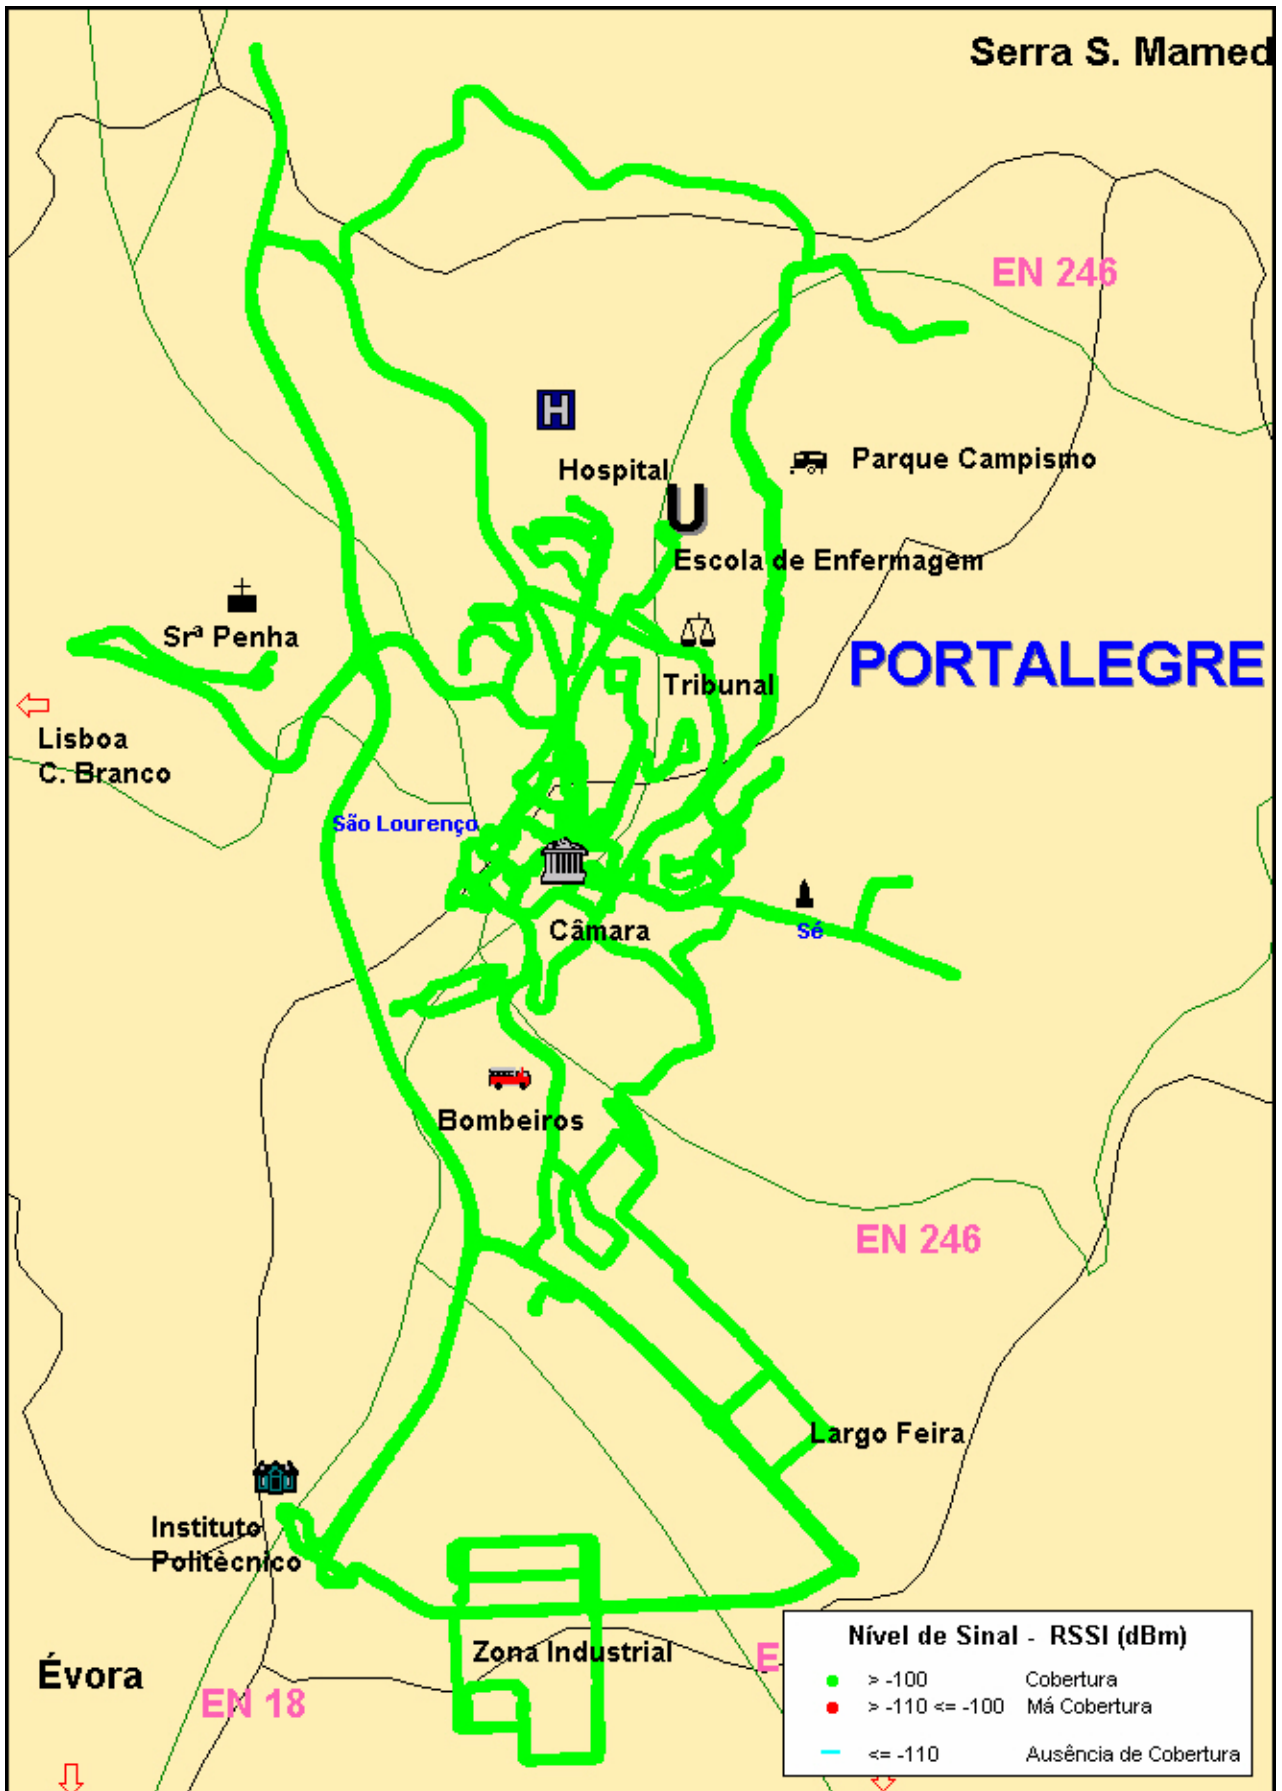 Serra S. Mamed
EN 246
H
Hospital
Parque Campismo
U
Escola de Enfermagem
Srª Penha
Tribunal
PORTALEGRE
Lisboa
C. Branco
São Lourenço
Câmara
Sé
Bombeiros
EN 246
Largo Feira
Instituto
Politècnico
Zona Industrial
Évora
EN 18
E
Nível de Sinal - RSSI (dBm)
> -100 Cobertura
> -110 <= -100 Má Cobertura
<= -110 Ausência de Cobertura